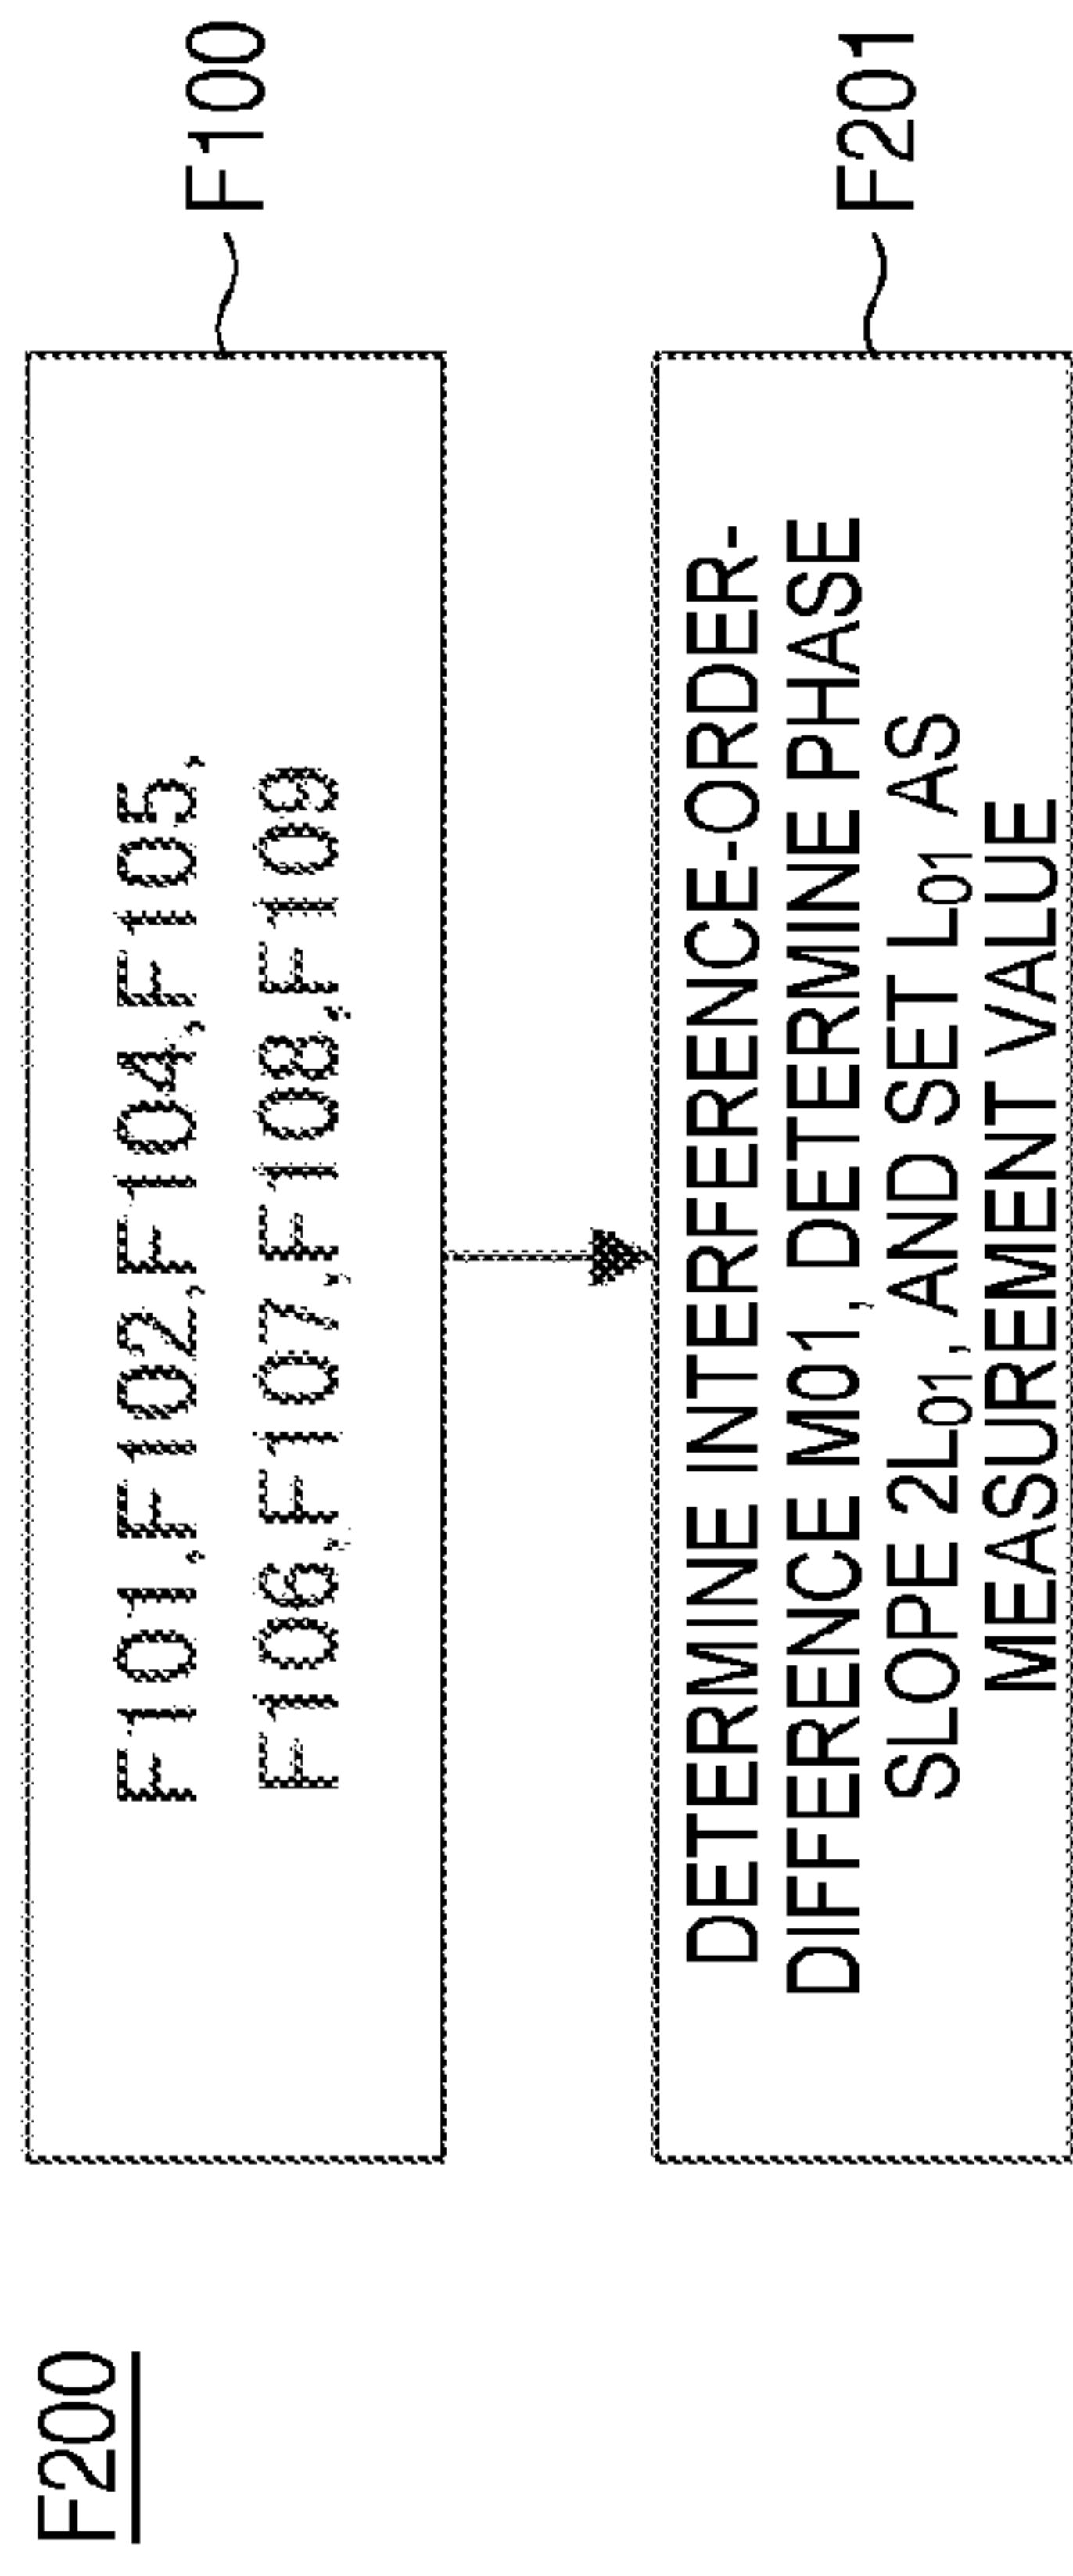 F200
F100
F101,F102,F104,F105,
F106,F107,F108,F109
F201
DETERMINE INTERFERENCE-ORDER-
DIFFERENCE M01, DETERMINE PHASE
SLOPE 2L01, AND SET L01 AS
MEASUREMENT VALUE